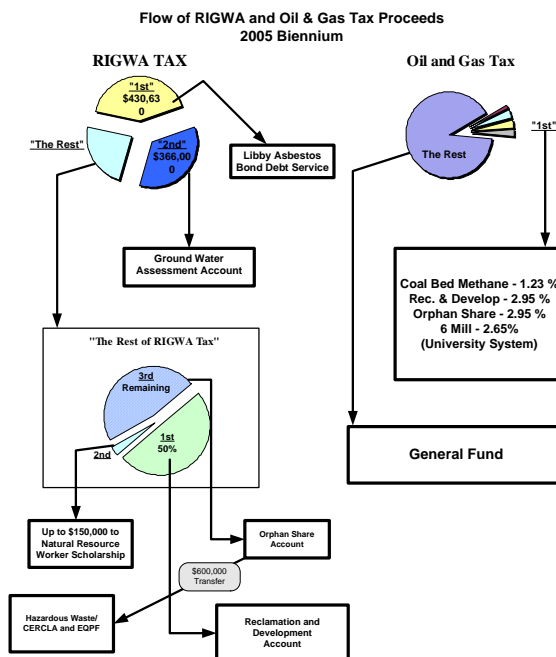 Flow of RIGWA and Oil & Gas Tax Proceeds
2005 Biennium
RIGWA TAX
"1st"
$430,63
0
"The Rest"
"2nd"
$366,00
0
Libby Asbestos
Bond Debt Service
Ground Water
Assessment Account
Oil and Gas Tax
The Rest
"1st"
Coal Bed Methane - 1.23 %
Rec. & Develop - 2.95 %
Orphan Share - 2.95 %
6 Mill - 2.65%
(University System)
General Fund
"The Rest of RIGWA Tax"
3rd
Remaining
2nd
1st
50%
Up to $150,000 to
Natural Resource
Worker Scholarship
Orphan Share
Account
$600,000
Transfer
Hazardous Waste/
CERCLA and EQPF
Reclamation and
Development
Account